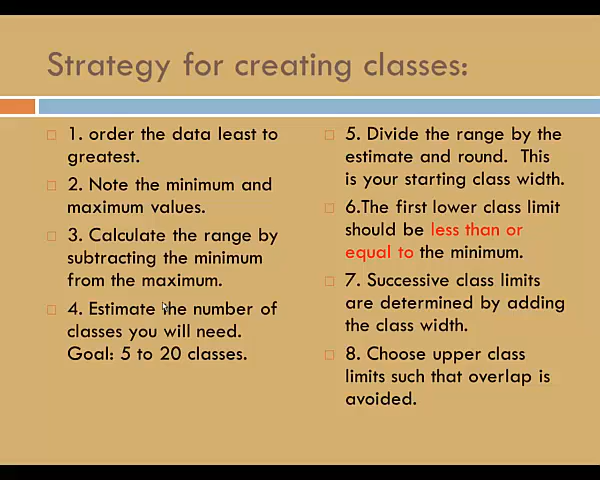 Strategy for creating classes:
1. order the data least to
greatest.
2. Note the minimum and
maximum values.
3. Calculate the range by
subtracting the minimum
from the maximum.
4. Estimate the number of
classes you will need.
Goal: 5 to 20 classes.
5. Divide the range by the
estimate and round.  This
is your starting class width.
6.The first lower class limit
should be less than or
equal to the minimum.
7. Successive class limits
are determined by adding
the class width.
8. Choose upper class
limits such that overlap is
avoided.